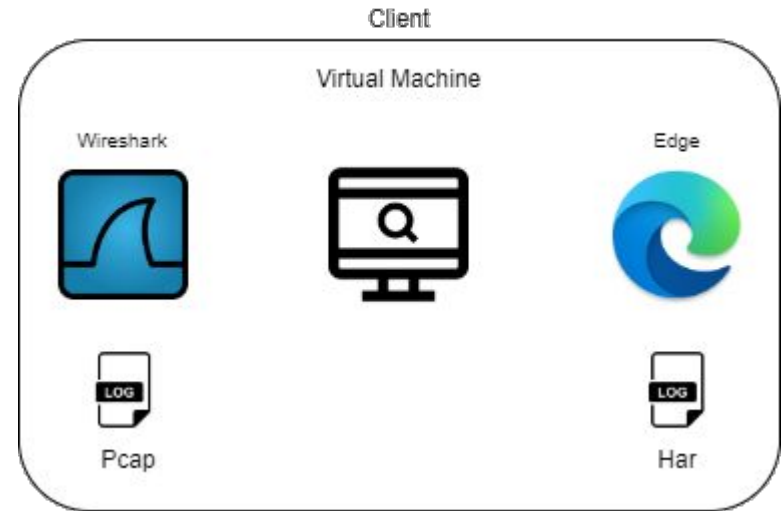 Client
Virtual Machine
Wireshark
Edge
LOG
LOG
Pcap
Har